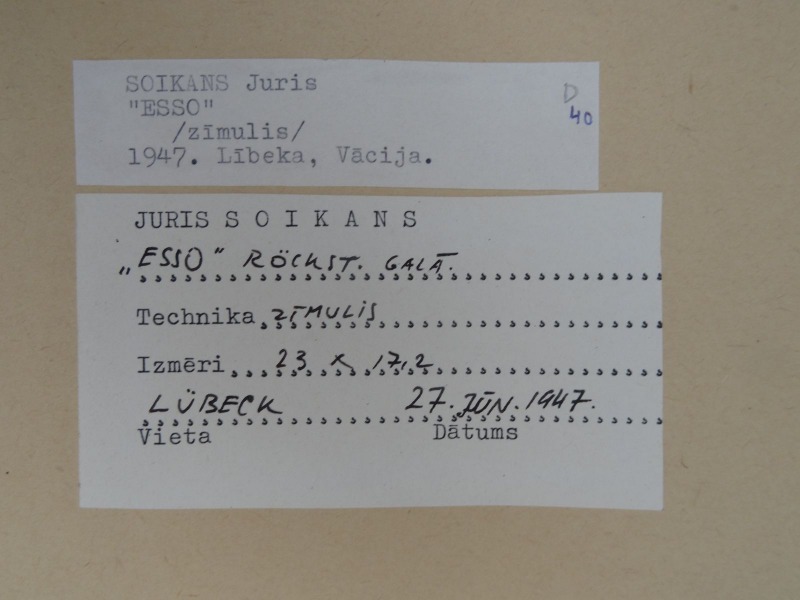 SOIKANS Juris
"ESSO"
/zīmulis/
1947. Lībeka, Vācija.
D
40
JURIS S O I K A N S
„ESSO" RÖCKST. GALĀ.
Technika ZĪMULIS
Izmēri 23 x 17,2
LÜBECK 27. JŪN. 1947.
Vieta Dātums